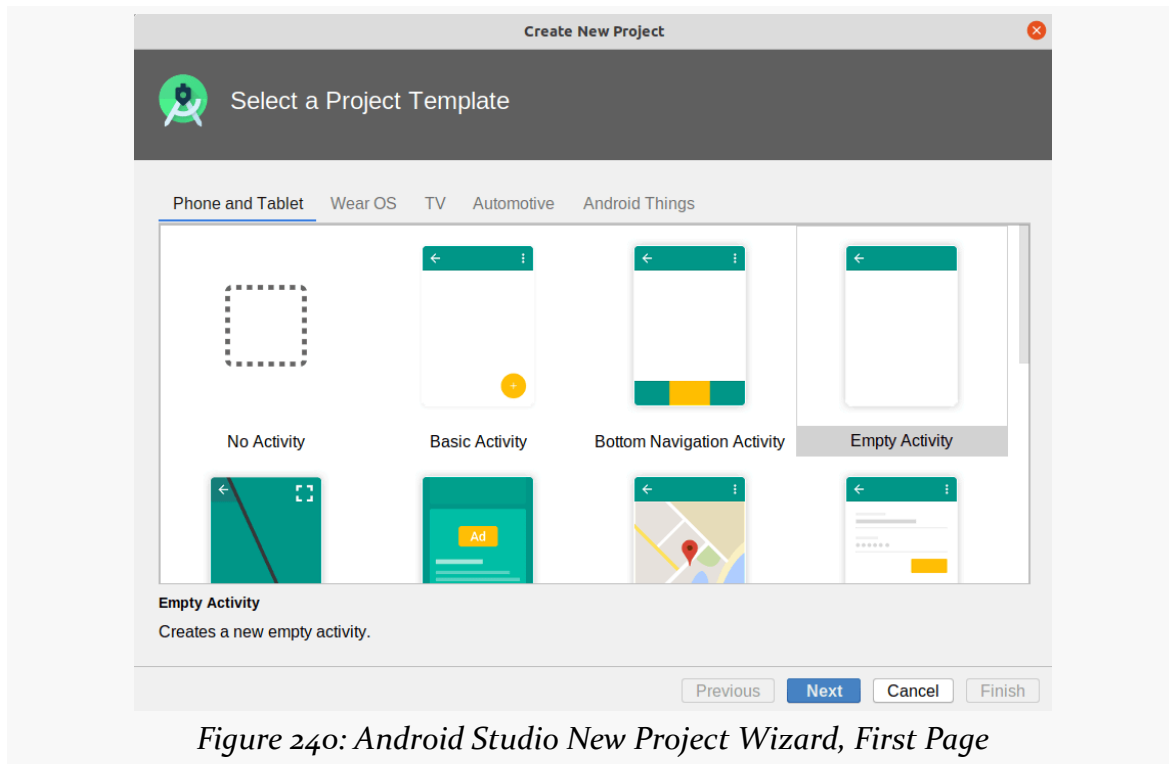 Create New Project
Select a Project Template
Phone and Tablet Wear OS TV Automotive Android Things
No Activity Basic Activity Bottom Navigation Activity Empty Activity
Ad
Empty Activity
Creates a new empty activity.
Previous Next Cancel Finish
Figure 240: Android Studio New Project Wizard, First Page